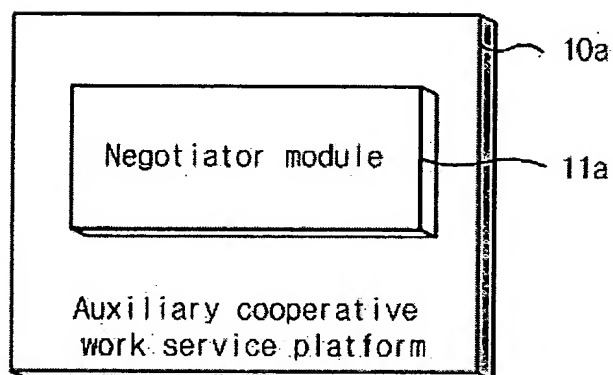 10a
Negotiator module
11a
Auxiliary cooperative
work service platform